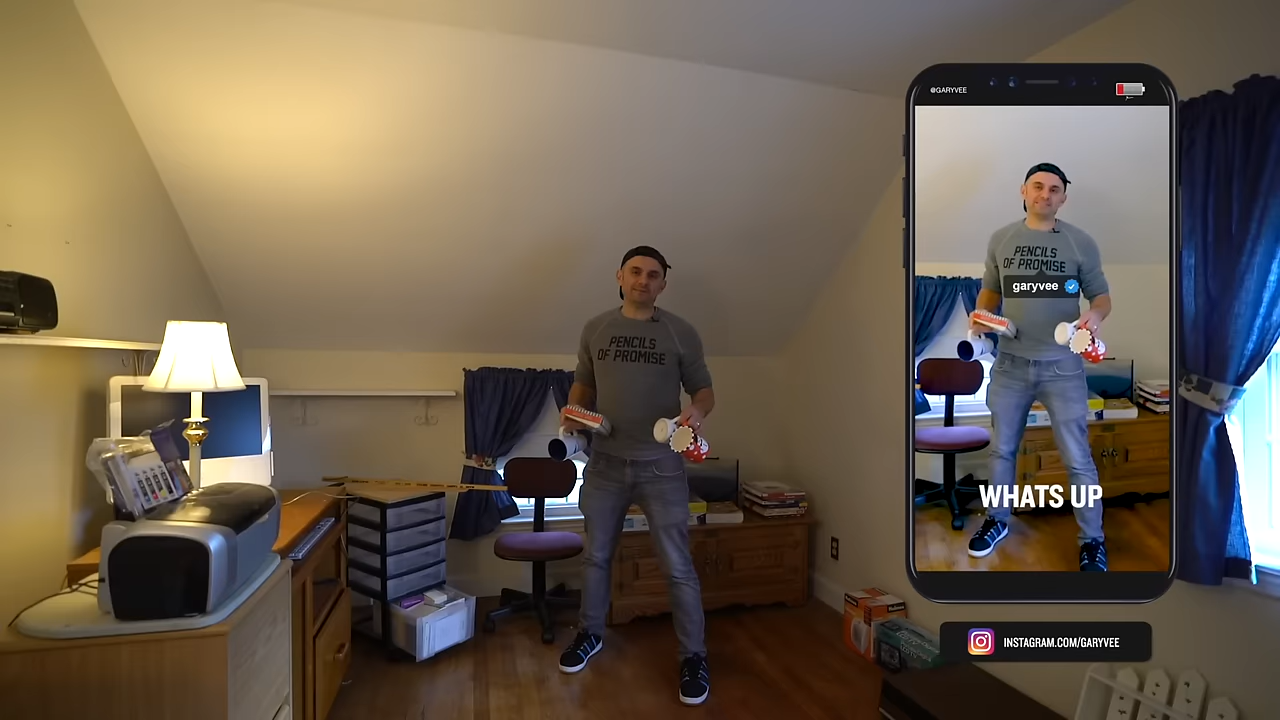 PENCILS
OF PROMISE
@GARYVEE
PENCILS
OF PROMISE
garyvee
WHATS UP
INSTAGRAM.COM/GARYVEE